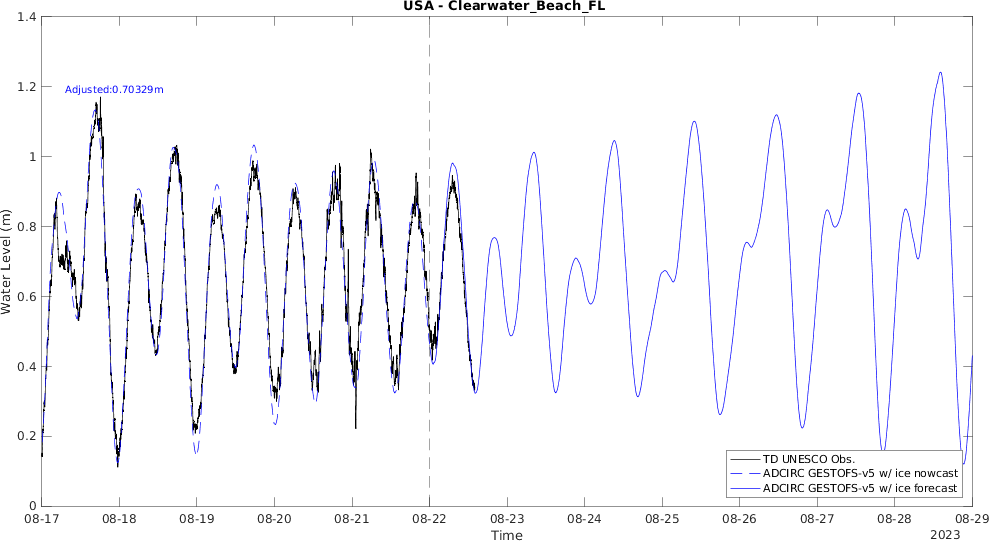 USA - Clearwater_Beach_FL
1.4
1.2
Adjusted:0.70329m
1
0.8
Water Level (m)
0.6
0.4
0.2
0
TD UNESCO Obs.
ADCIRC GESTOFS-v5 w/ ice nowcast
ADCIRC GESTOFS-v5 w/ ice forecast
08-17 08-18 08-19 08-20 08-21 08-22 08-23 08-24 08-25 08-26 08-27 08-28 08-29
Time
2023